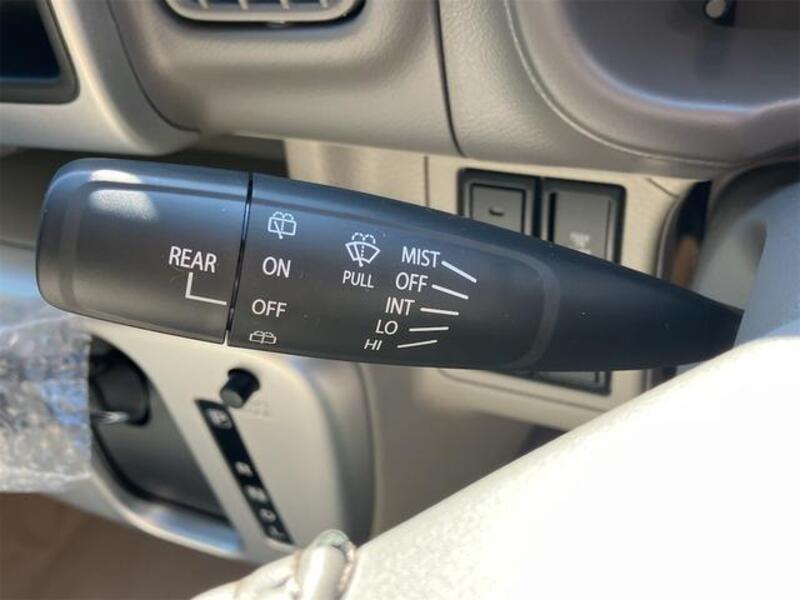 REAR
ON
OFF
PULL
MIST
OFF
INT
LO
HI